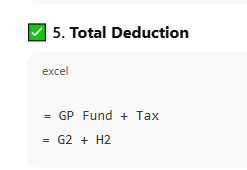 ✅ 5. Total Deduction
excel
= GP Fund + Tax
= G2 + H2